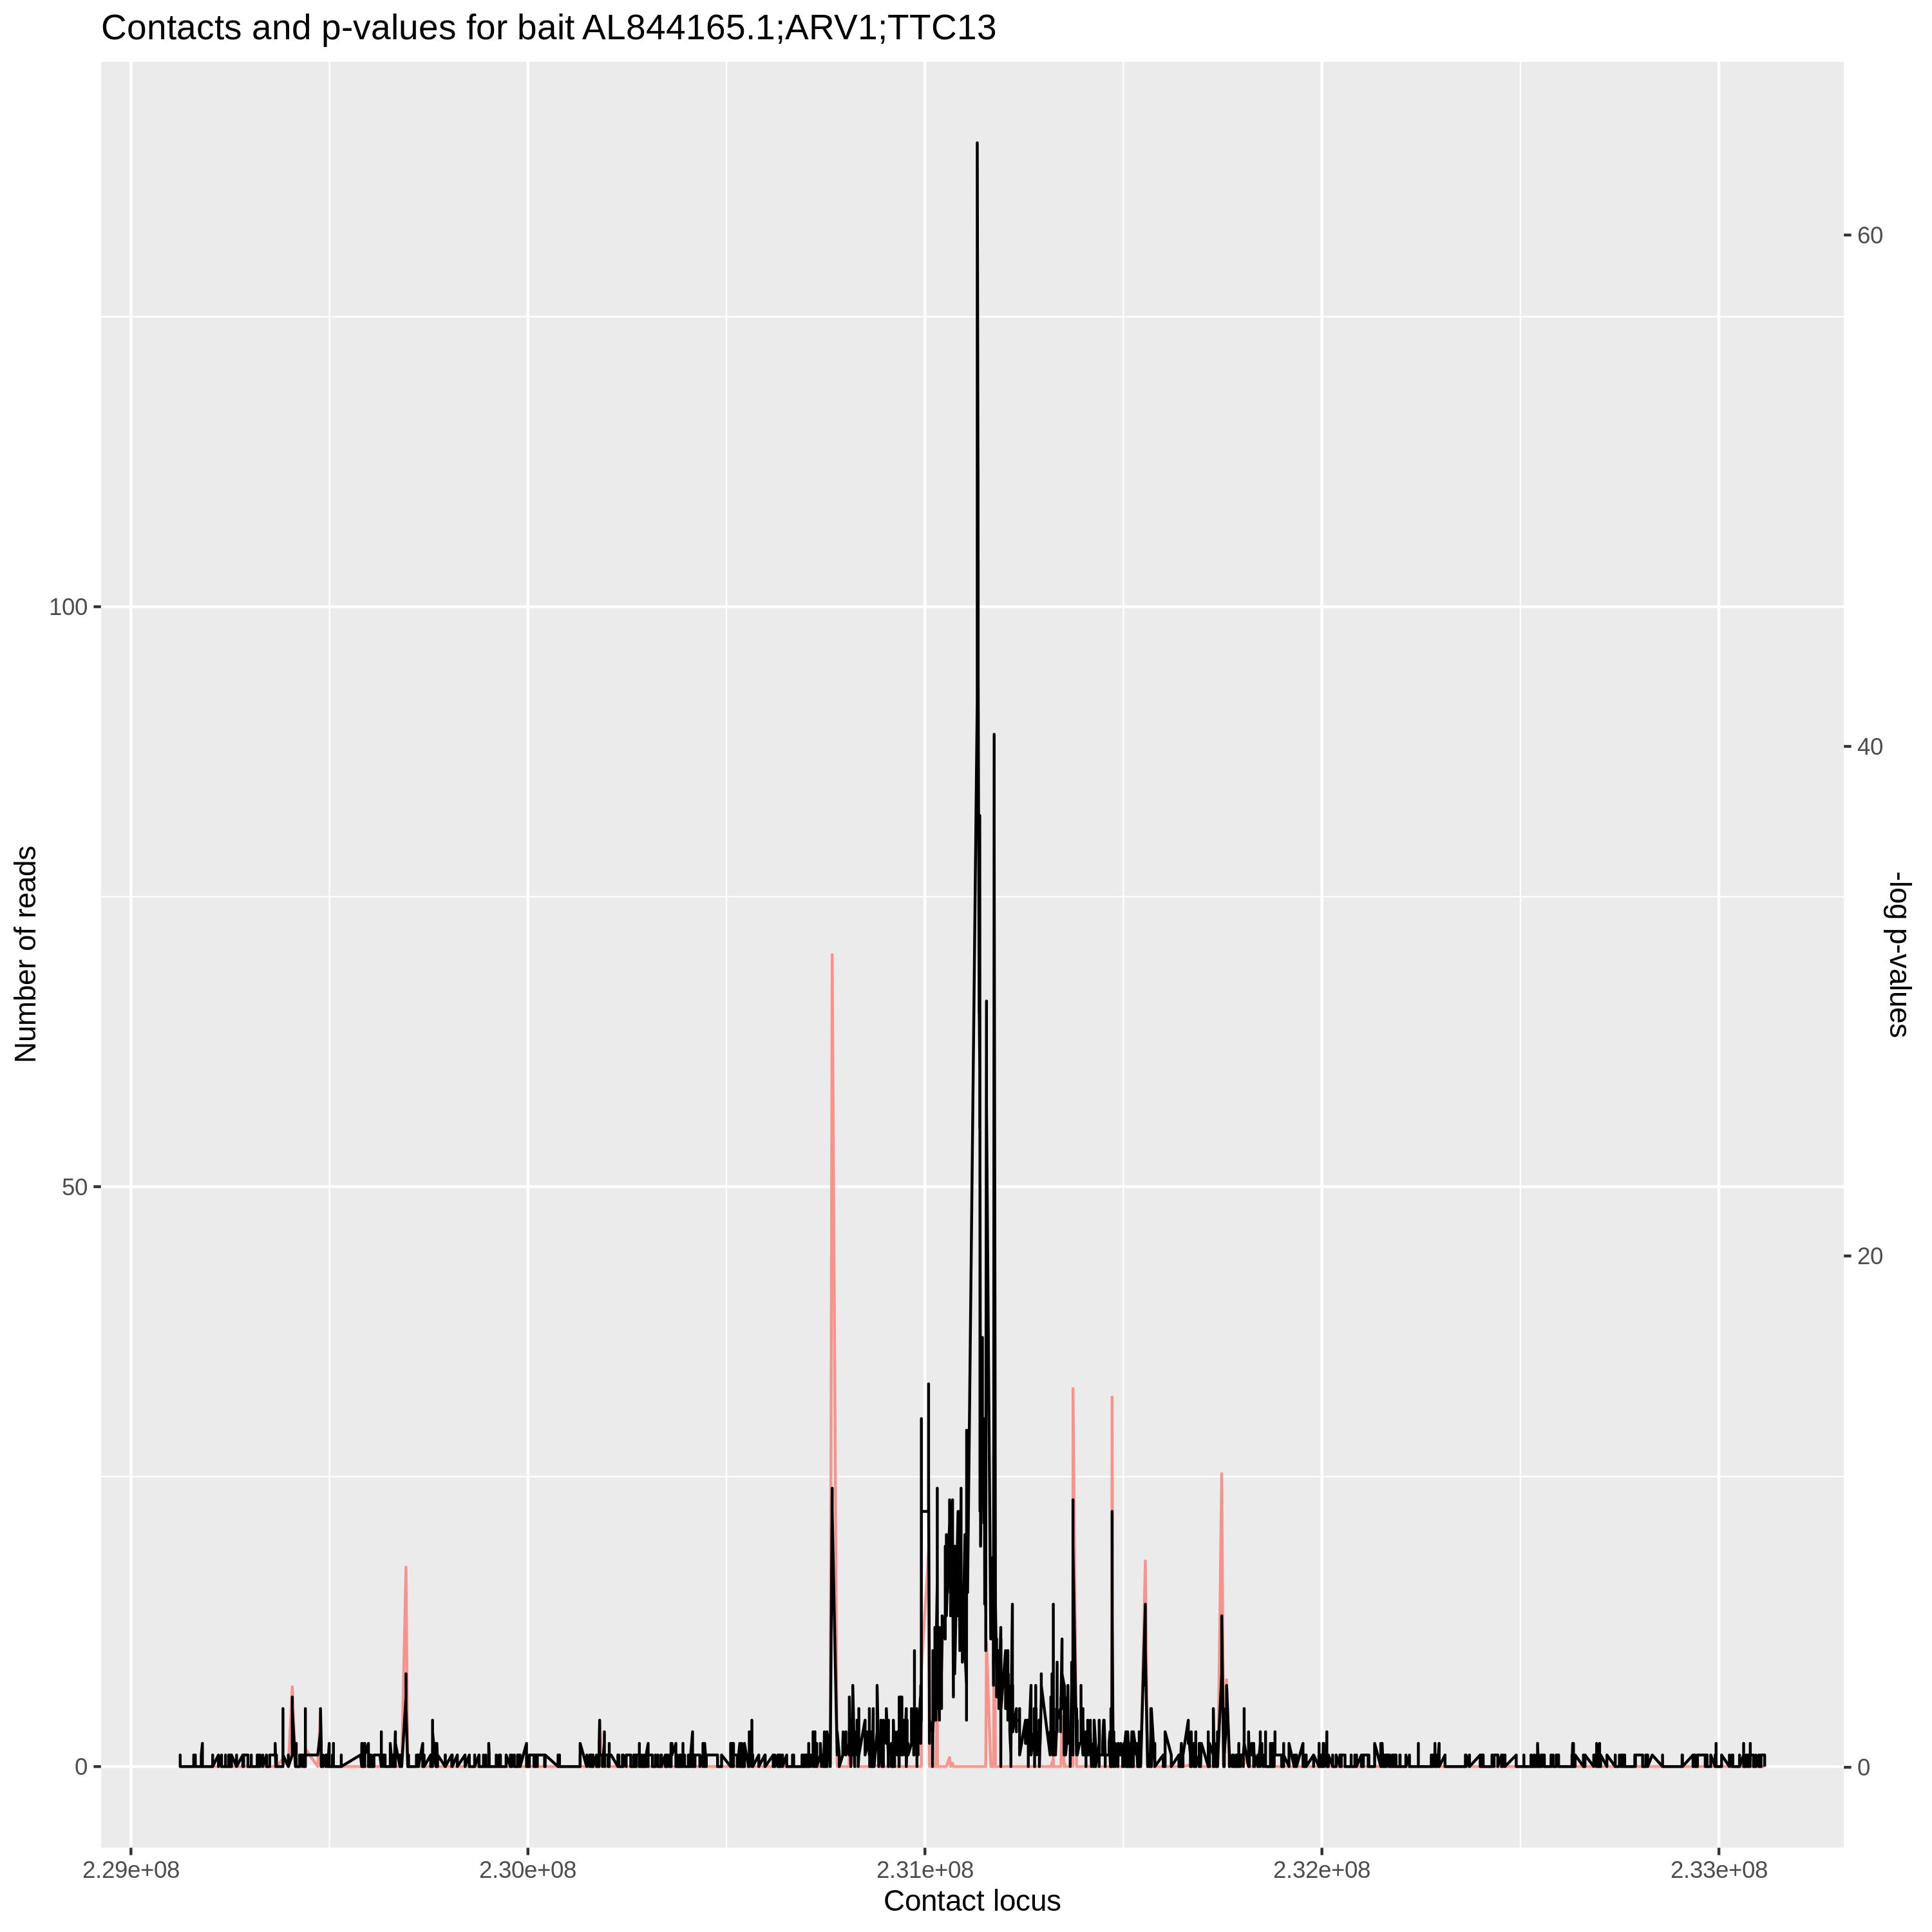 Contacts and p-values for bait AL844165.1;ARV1;TTC13
Number of reads
100
50
0
60
40
20
0
-log p-values
2.29e+08
2.30e+08
2.31e+08
2.32e+08
2.33e+08
Contact locus